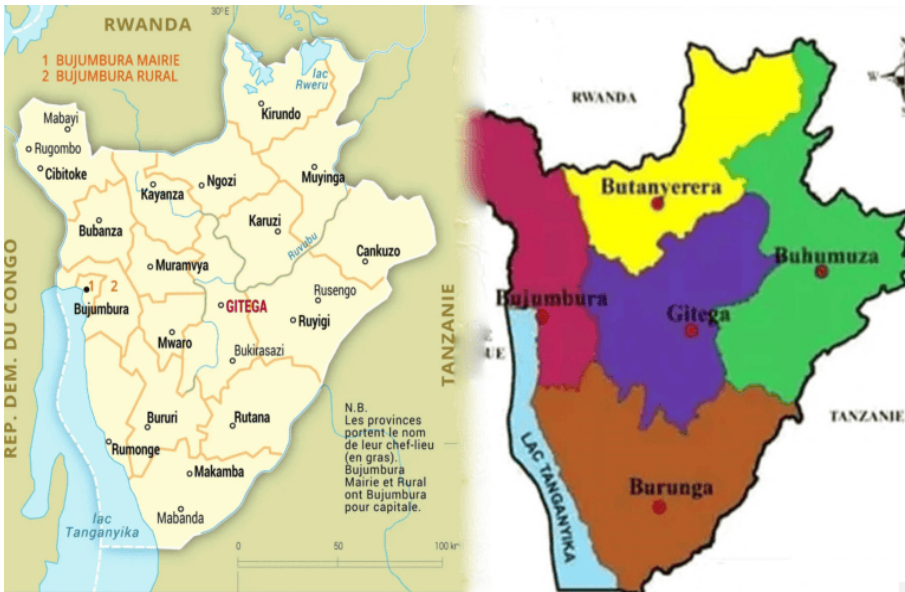 30° E
RWANDA
1 BUJUMBURA MAIRIE
2 BUJUMBURA RURAL
lac
Rweru
Kirundo
Mabayi
Rugombo
Cibitoke
Kayanza
Ngozi
Muyinga
Bubanza
Karuzi
Ruvubu
Cankuzo
Muramvya
1 2
Bujumbura
GITEGA
Rusengo
Ruyigi
Mwaro
Bukirasazi
Bururi
Rutana
Rumonge
Makamba
Mabanda
REP. DEM. DU CONGO
TANZANIE
lac
Tanganyika
N.B.
Les provinces
portent le nom
de leur chef-lieu
(en gras).
Bujumbura
Mairie et Rural
ont Bujumbura
pour capitale.
0 50 100 km
RWANDA
W
Butanyerera
Buhumuza
Bujumbura
Gitega
UE
TANZANIE
LAC TANGANYIKA
Burunga